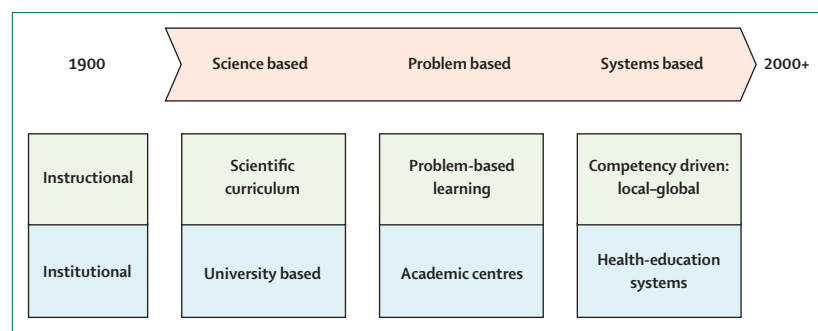 1900
Science based
Problem based
Systems based
2000+
Instructional
Scientific
curriculum
Problem-based
learning
Competency driven:
local–global
Institutional
University based
Academic centres
Health-education
systems